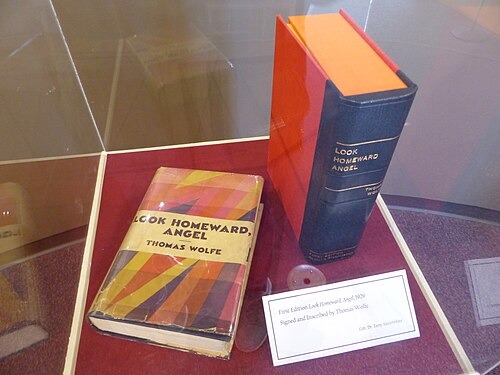 LOOK HOMEWARD,
ANGEL
THOMAS WOLFE
LOOK
HOMEWARD
ANGEL
First Edition Look Homeward, Angel, 1929
Signed and Inscribed by Thomas Wolfe